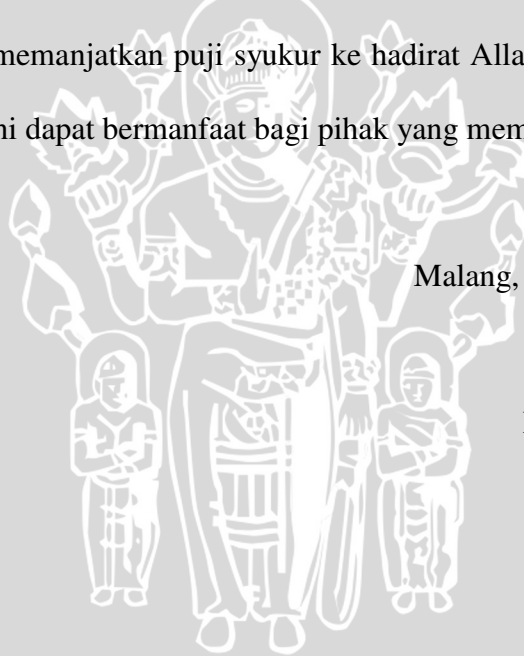 memanjatkan puji syukur ke hadirat Alla
ni dapat bermanfaat bagi pihak yang mem
Malang,